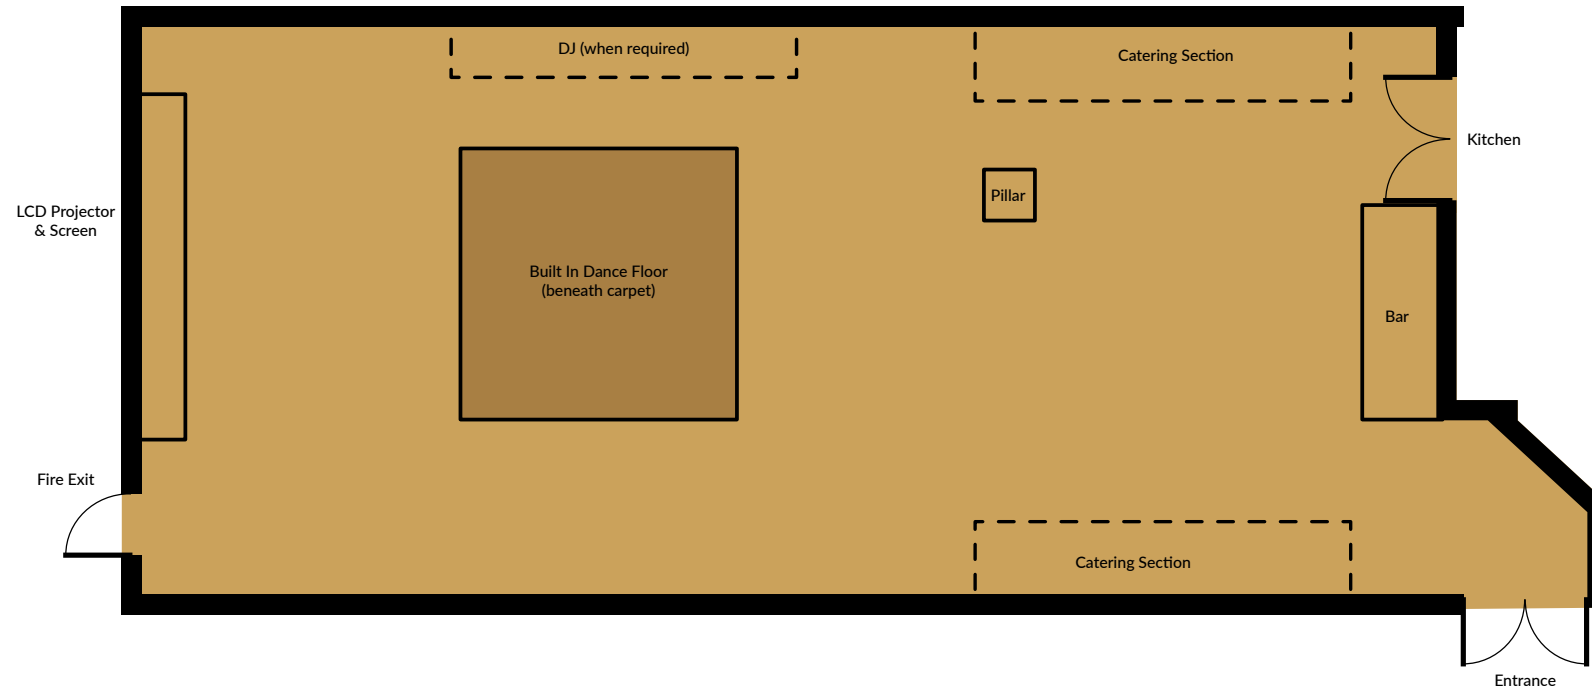 DJ (when required)
Catering Section
Kitchen
Pillar
LCD Projector
& Screen
Built In Dance Floor
(beneath carpet)
Bar
Fire Exit
Catering Section
Entrance